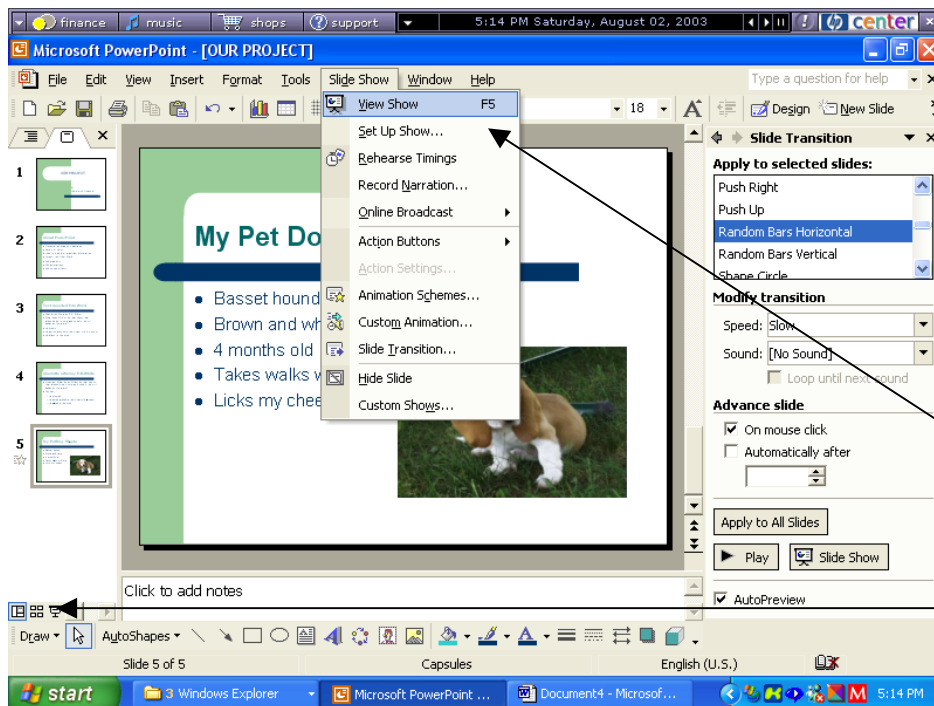 finance music shops support 5:14 PM Saturday, August 02, 2003 center
Microsoft PowerPoint - [OUR PROJECT]
File Edit View Insert Format Tools Slide Show Window Help Type a question for help
18 A Design New Slide
View Show F5
Set Up Show...
Rehearse Timings
Record Narration...
Online Broadcast
Action Buttons
Action Settings...
Animation Schemes...
Custom Animation...
Slide Transition...
Hide Slide
Custom Shows...
1
2
3
4
5
My Pet Do
Basset hound
Brown and wh
4 months old
Takes walks w
Licks my chee
Slide Transition
Apply to selected slides:
Push Right
Push Up
Random Bars Horizontal
Random Bars Vertical
Shape Circle
Modify transition
Speed: Slow
Sound: [No Sound]
Loop until next sound
Advance slide
On mouse click
Automatically after
Apply to All Slides
Play Slide Show
AutoPreview
Click to add notes
Draw AutoShapes
Slide 5 of 5 Capsules English (U.S.)
start 3 Windows Explorer Microsoft PowerPoint ... Document4 - Microsof... 5:14 PM